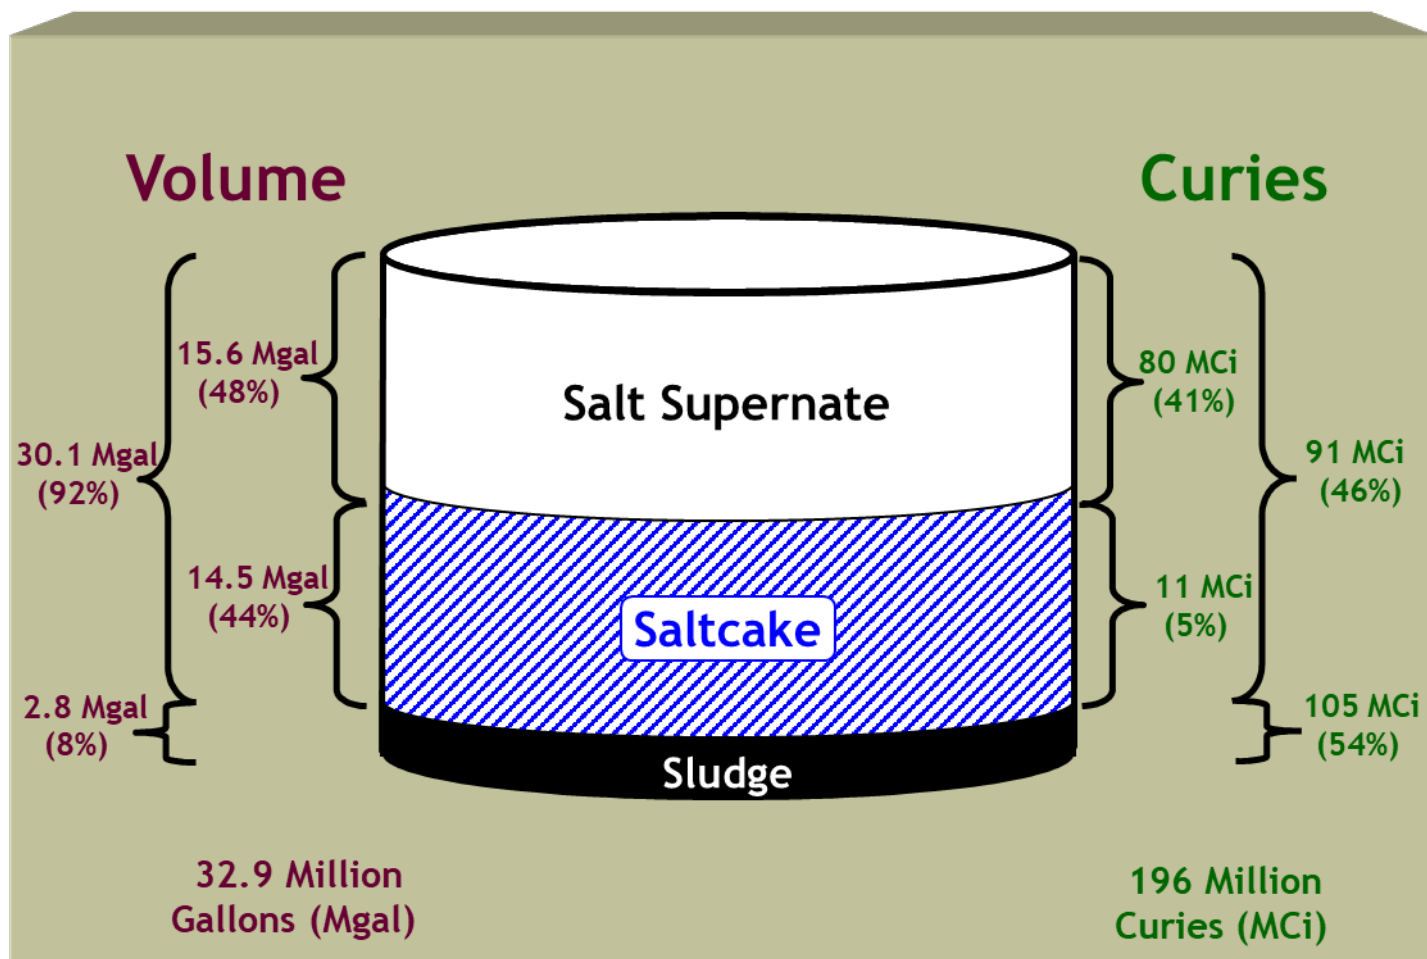 Volume
Curies
15.6 Mgal
(48%)
30.1 Mgal
(92%)
14.5 Mgal
(44%)
2.8 Mgal
(8%)
Salt Supernate
Saltcake
Sludge
80 MCi
(41%)
91 MCi
(46%)
11 MCi
(5%)
105 MCi
(54%)
32.9 Million
Gallons (Mgal)
196 Million
Curies (MCi)